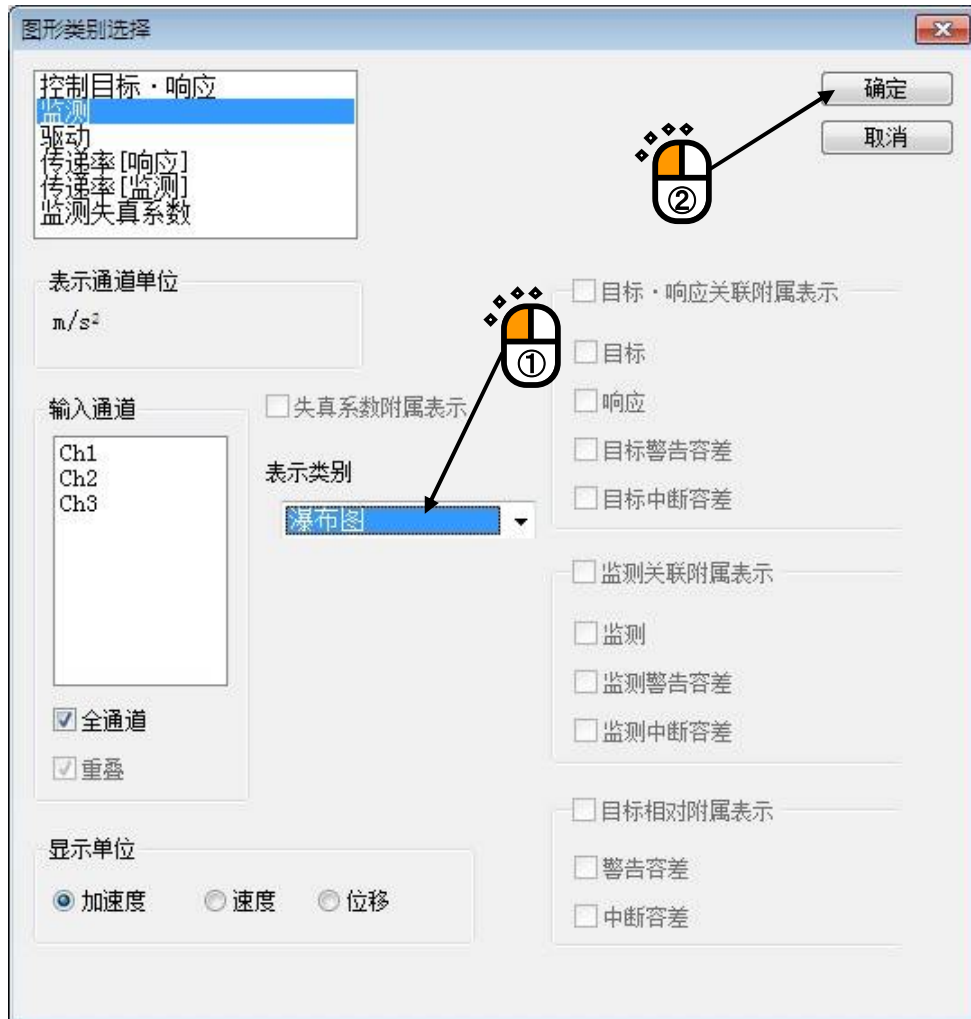 图形类别选择
控制目标・响应
监测
驱动
传递率[响应]
传递率[监测]
监测失真系数
确定
取消
②
表示通道单位
m/s²
①
目标・响应关联附属表示
目标
响应
目标警告容差
目标中断容差
输入通道
Ch1
Ch2
Ch3
失真系数附属表示
表示类别
瀑布图
监测关联附属表示
监测
监测警告容差
监测中断容差
全通道
重叠
目标相对附属表示
警告容差
中断容差
显示单位
加速度 速度 位移